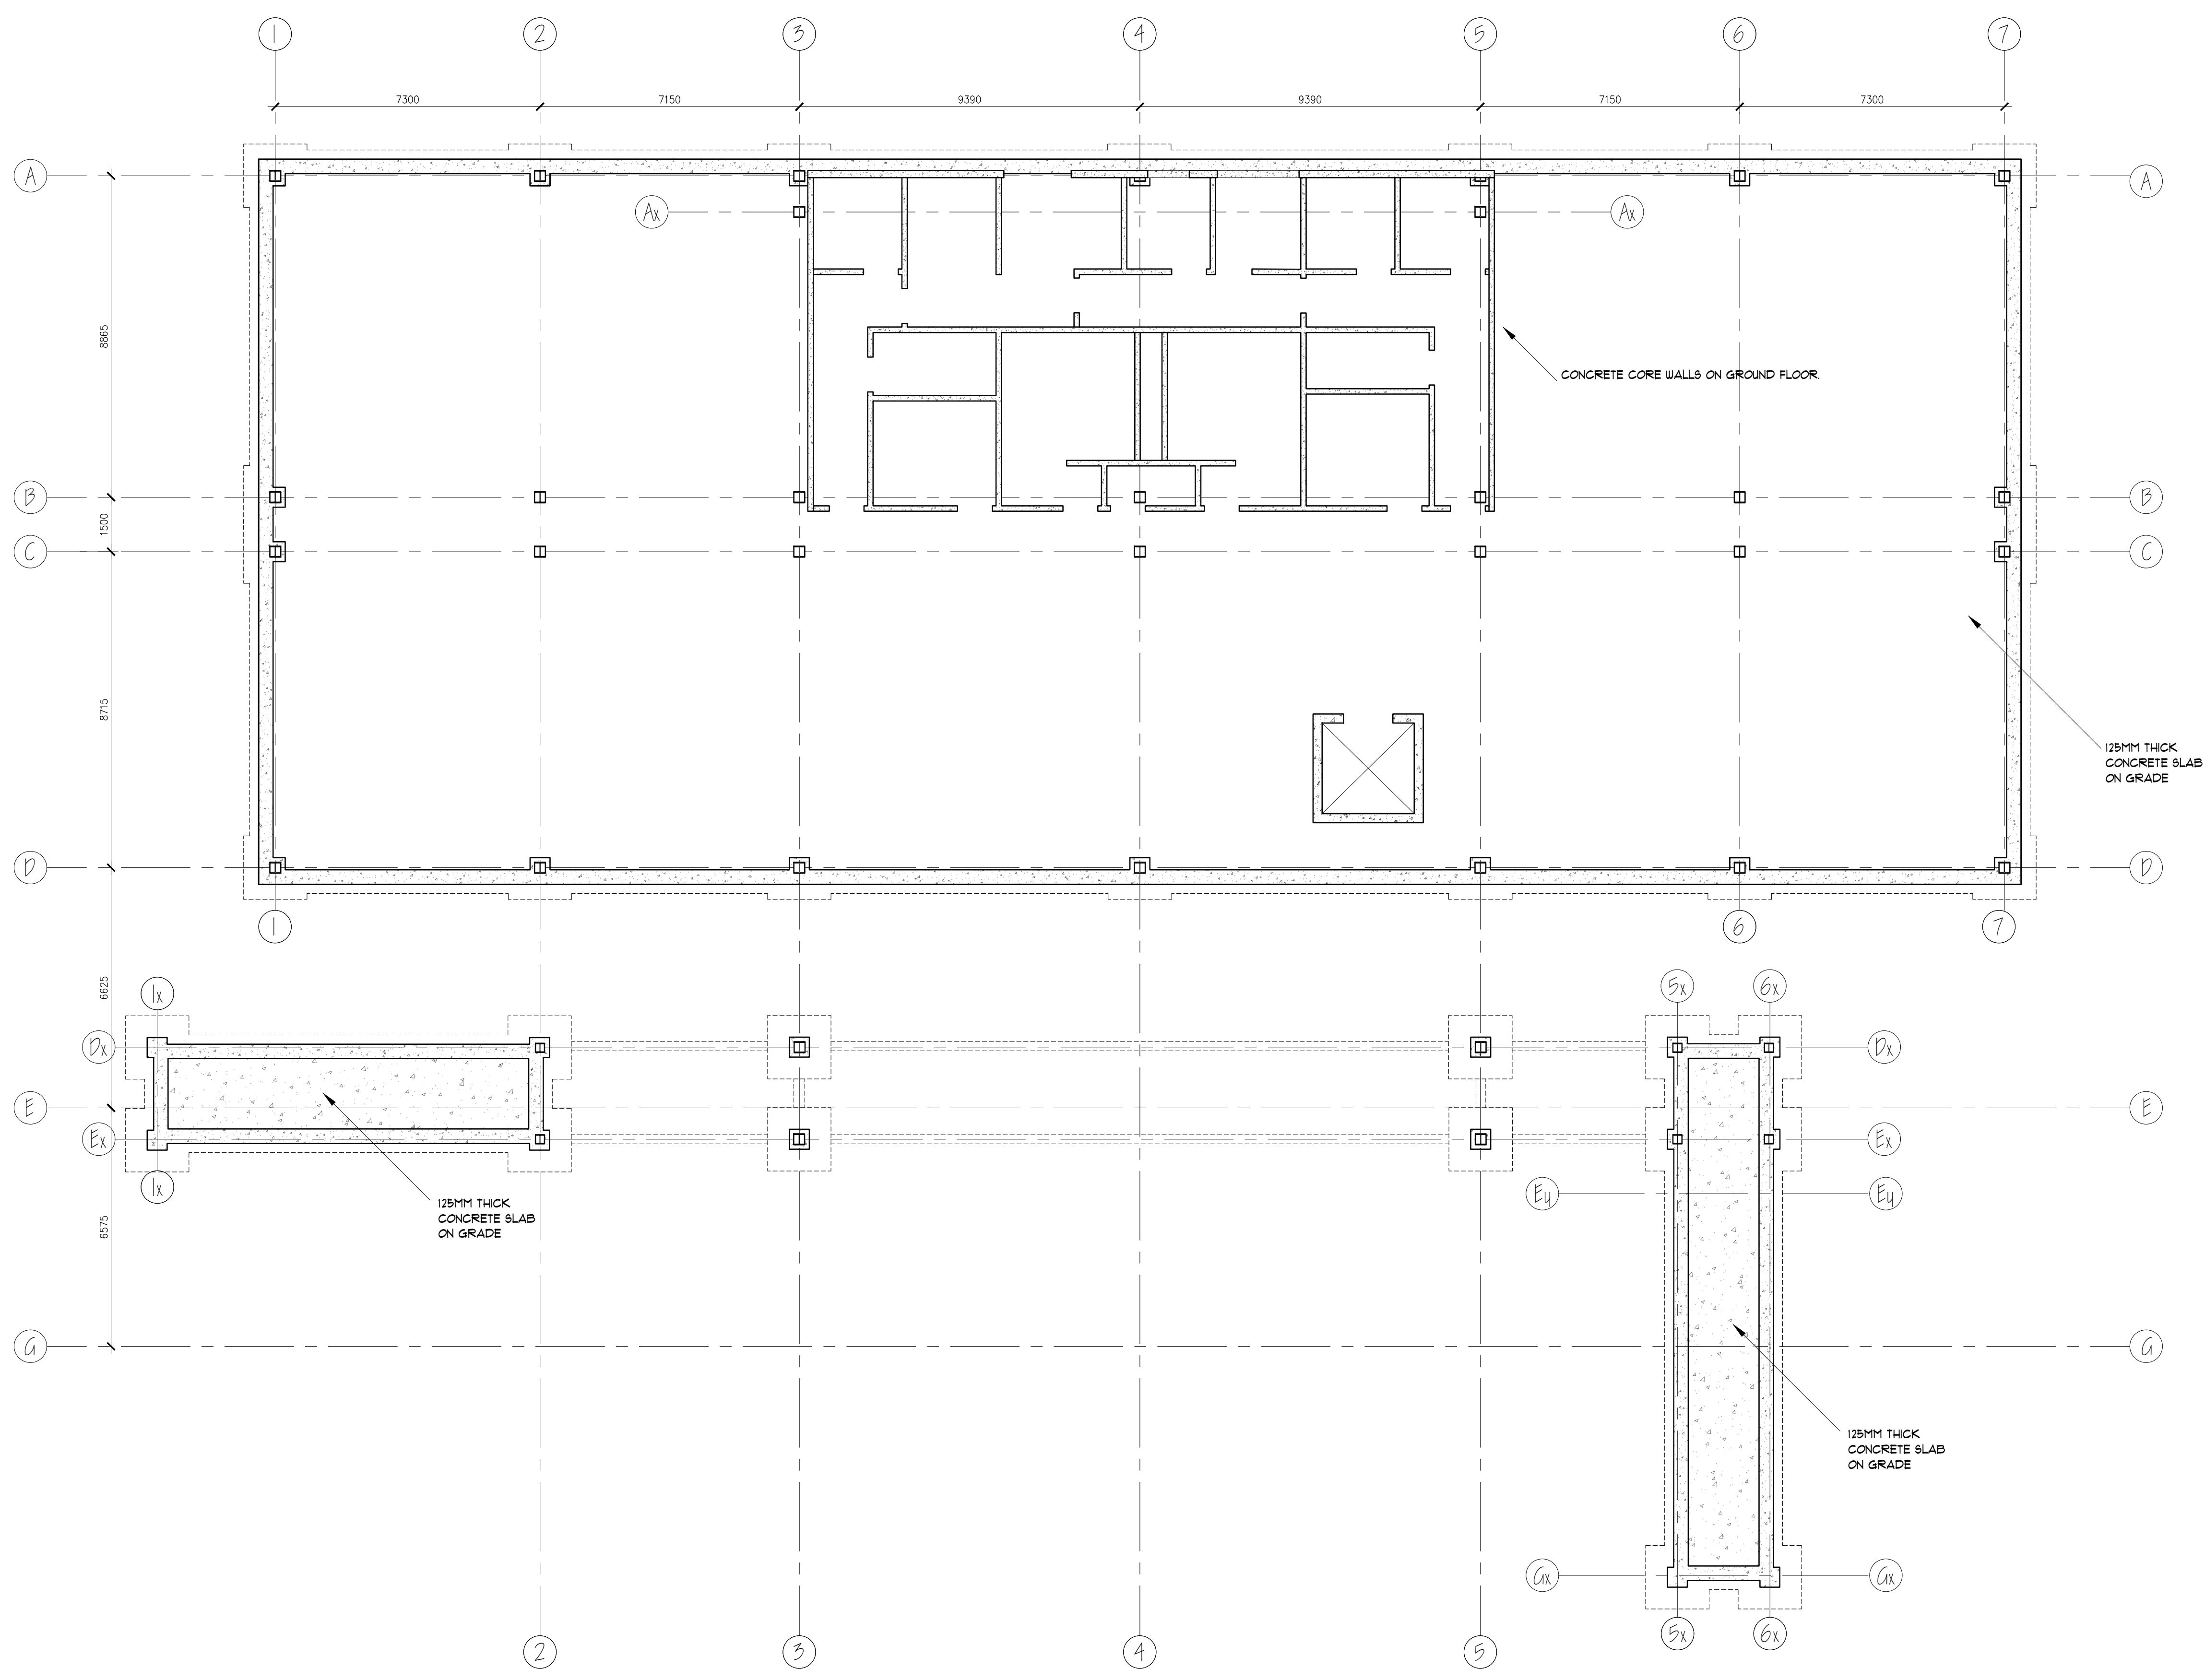 1 2 3 4 5 6 7
7300 7150 9390 9390 7150 7300
A A
Ax Ax
8865
CONCRETE CORE WALLS ON GROUND FLOOR.
B B
1500
C C
8715
125MM THICK
CONCRETE SLAB
ON GRADE
D D
1 6 7
6625
1x 5x 6x
Dx Dx
E E
Ex Ex
1x
Ey Ey
125MM THICK
CONCRETE SLAB
ON GRADE
6575
G G
125MM THICK
CONCRETE SLAB
ON GRADE
Gx Gx
5x 6x
2 3 4 5